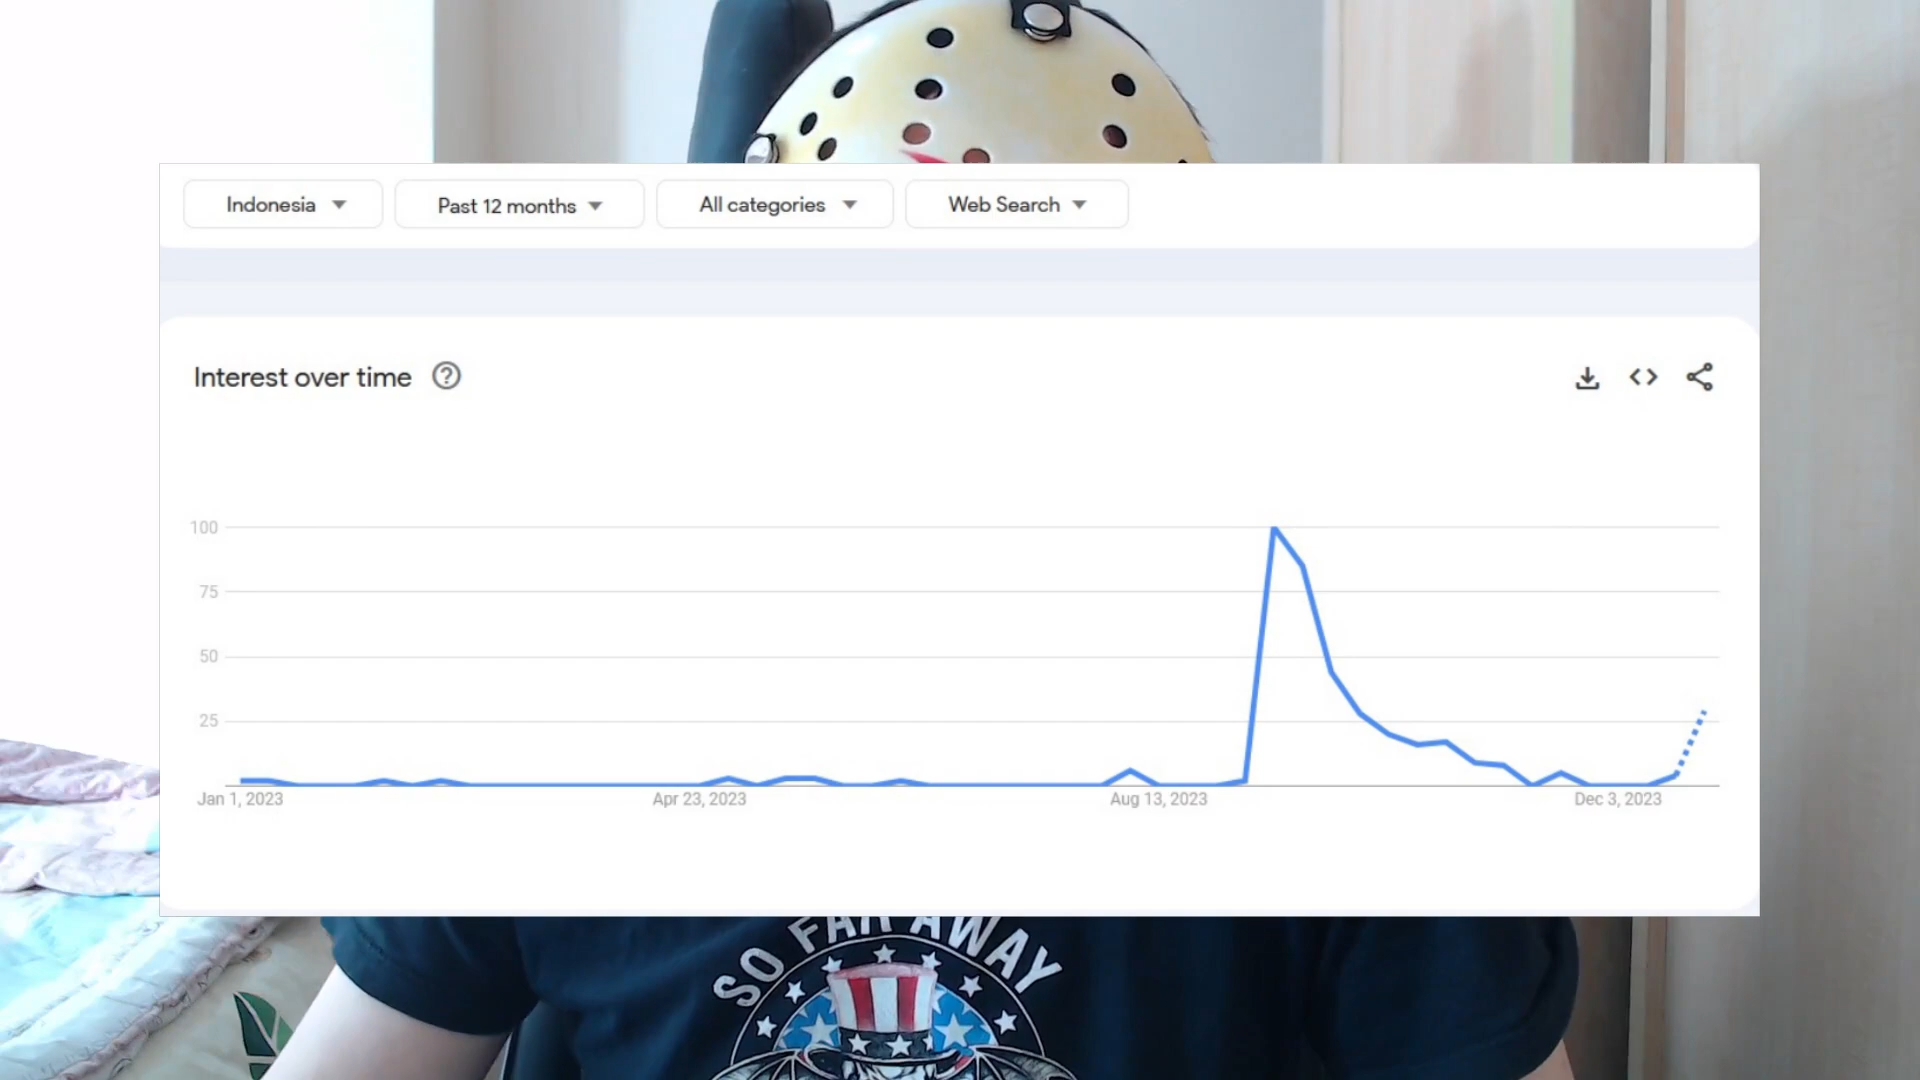 Indonesia
Past 12 months
All categories
Web Search
Interest over time
?
100
75
50
25
Jan 1, 2023
Apr 23, 2023
Aug 13, 2023
Dec 3, 2023
SO FAR AWAY